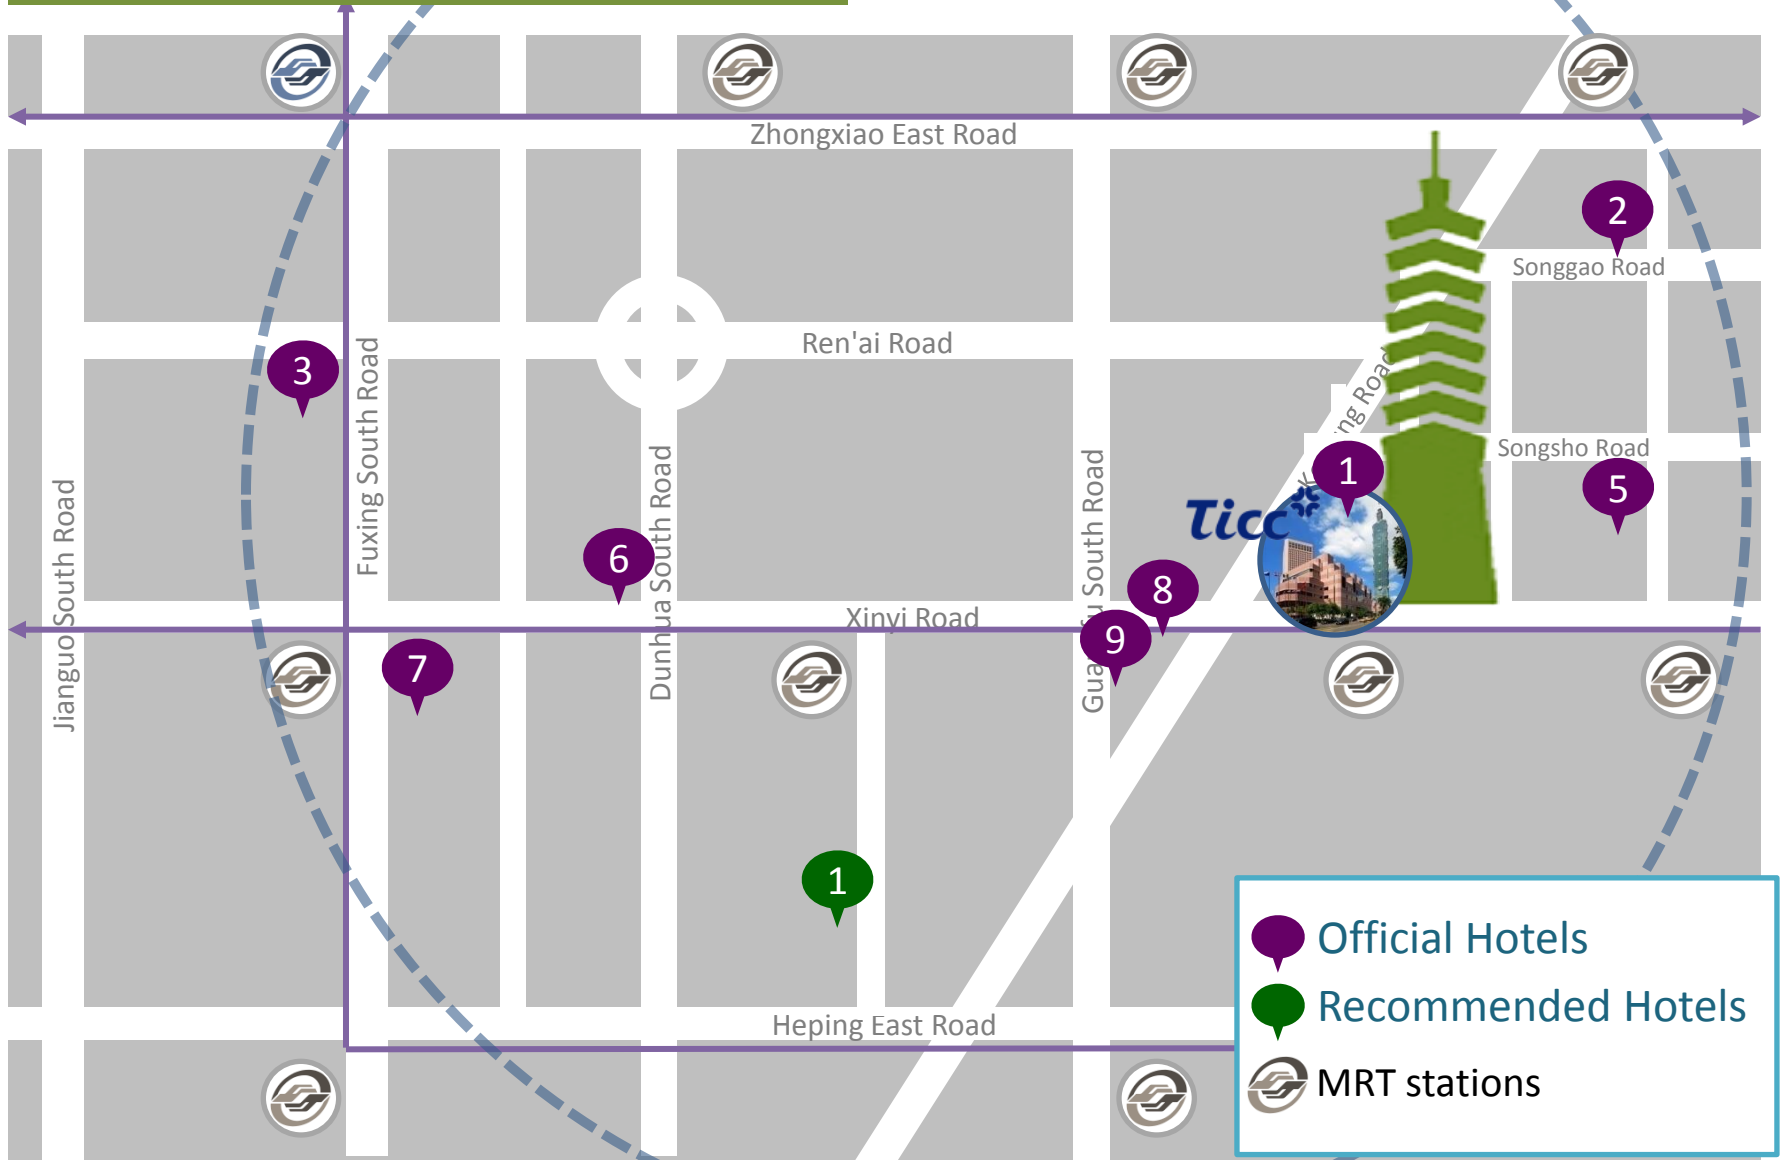 Zhongxiao East Road
2
Songgao Road
Ren'ai Road
3
Fuxing South Road
Songsho Road
1
5
Ticc
Jianguo South Road
Dunhua South Road
6
South Road
8
Xinyi Road
9
7
1
Official Hotels
Recommended Hotels
MRT stations
Heping East Road